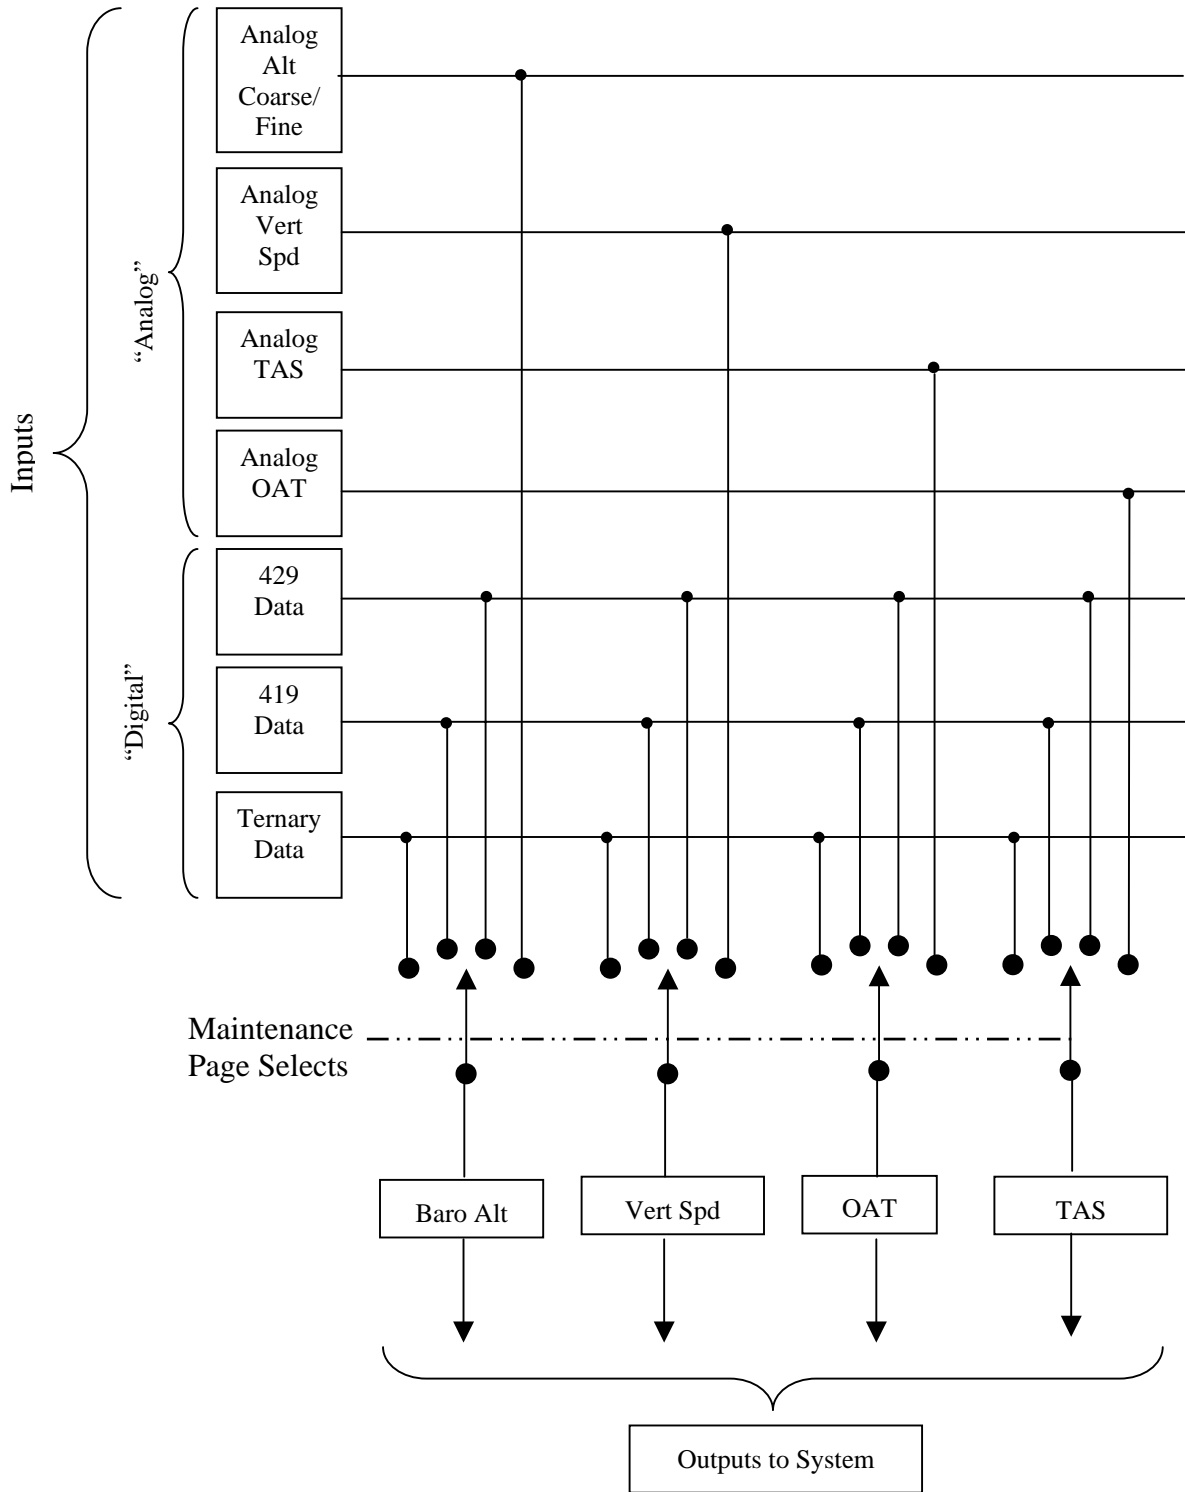 Inputs
“Analog”
Analog
Alt
Coarse/
Fine
Analog
Vert
Spd
Analog
TAS
Analog
OAT
“Digital”
429
Data
419
Data
Ternary
Data
Maintenance
Page Selects
Baro Alt
Vert Spd
OAT
TAS
Outputs to System